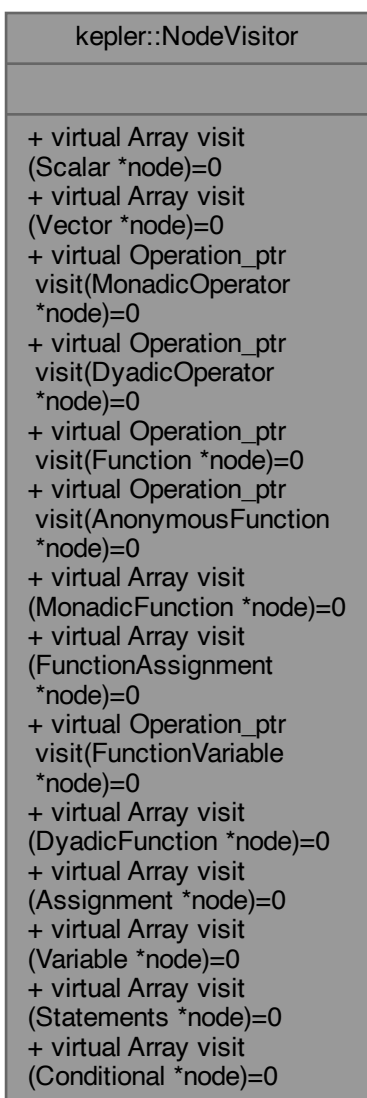 kepler::NodeVisitor
+ virtual Array visit
(Scalar *node)=0
+ virtual Array visit
(Vector *node)=0
+ virtual Operation_ptr
visit(MonadicOperator
*node)=0
+ virtual Operation_ptr
visit(DyadicOperator
*node)=0
+ virtual Operation_ptr
visit(Function *node)=0
+ virtual Operation_ptr
visit(AnonymousFunction
*node)=0
+ virtual Array visit
(MonadicFunction *node)=0
+ virtual Array visit
(FunctionAssignment
*node)=0
+ virtual Operation_ptr
visit(FunctionVariable
*node)=0
+ virtual Array visit
(DyadicFunction *node)=0
+ virtual Array visit
(Assignment *node)=0
+ virtual Array visit
(Variable *node)=0
+ virtual Array visit
(Statements *node)=0
+ virtual Array visit
(Conditional *node)=0